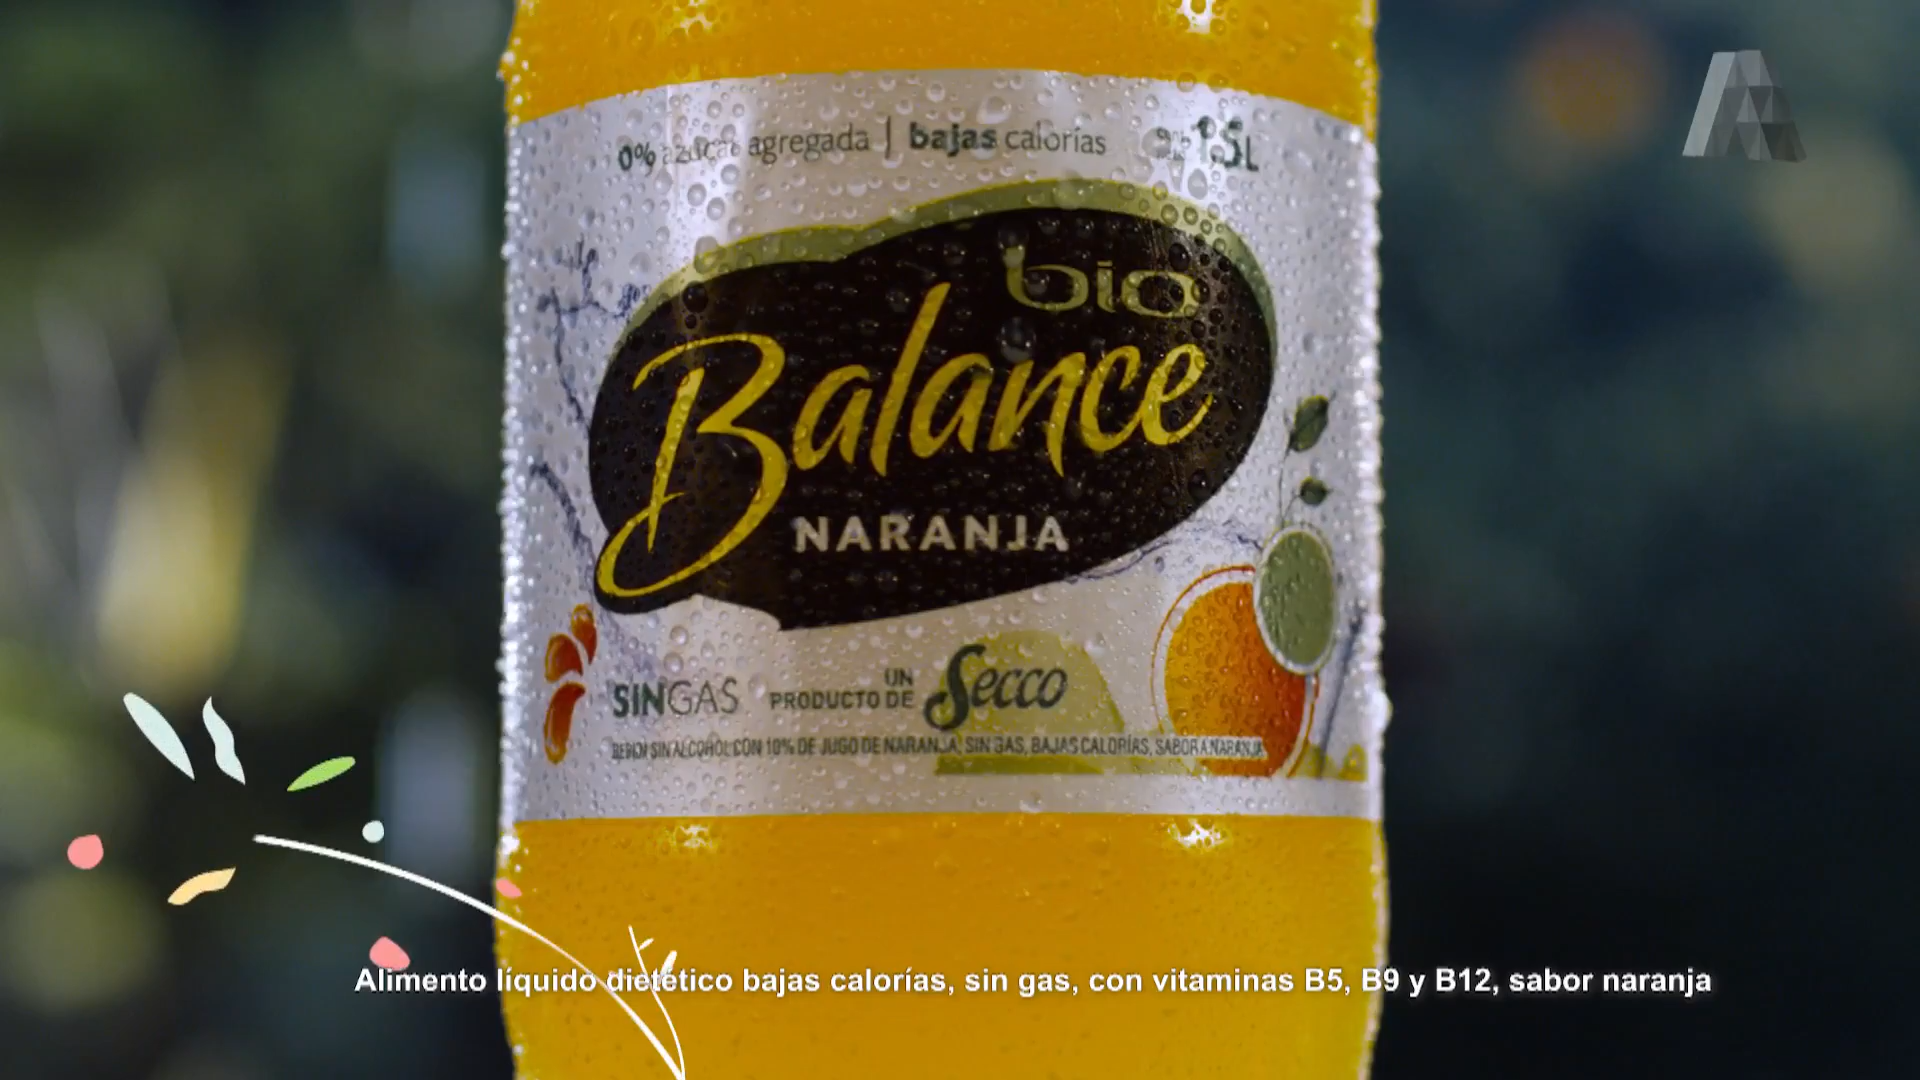 0% azúcar agregada | bajas calorías
1.5L
bio
Balance
NARANJA
SINGAS
UN
PRODUCTO DE
Secco
BEBIDA SIN ALCOHOL CON 10% DE JUGO DE NARANJA, SIN GAS, BAJAS CALORÍAS, SABOR A NARANJA
Alimento líquido dietético bajas calorías, sin gas, con vitaminas B5, B9 y B12, sabor naranja